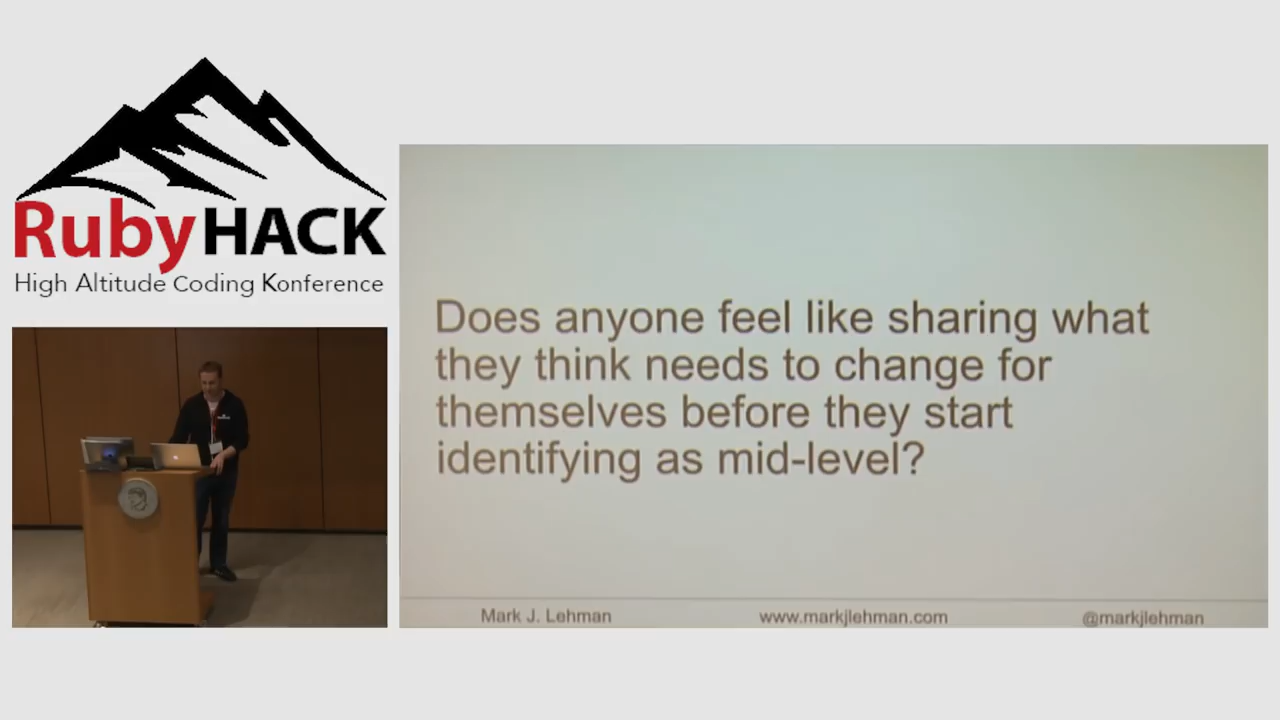 RubyHACK
High Altitude Coding Konference
Does anyone feel like sharing what
they think needs to change for
themselves before they start
identifying as mid-level?
Mark J. Lehman
www.markjlehman.com
@markjlehman